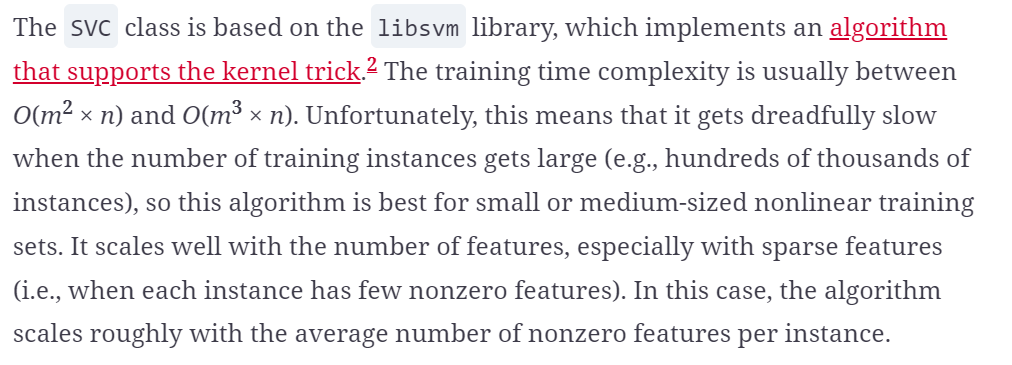 The SVC class is based on the libsvm library, which implements an algorithm
that supports the kernel trick.² The training time complexity is usually between
O(m² × n) and O(m³ × n). Unfortunately, this means that it gets dreadfully slow
when the number of training instances gets large (e.g., hundreds of thousands of
instances), so this algorithm is best for small or medium-sized nonlinear training
sets. It scales well with the number of features, especially with sparse features
(i.e., when each instance has few nonzero features). In this case, the algorithm
scales roughly with the average number of nonzero features per instance.